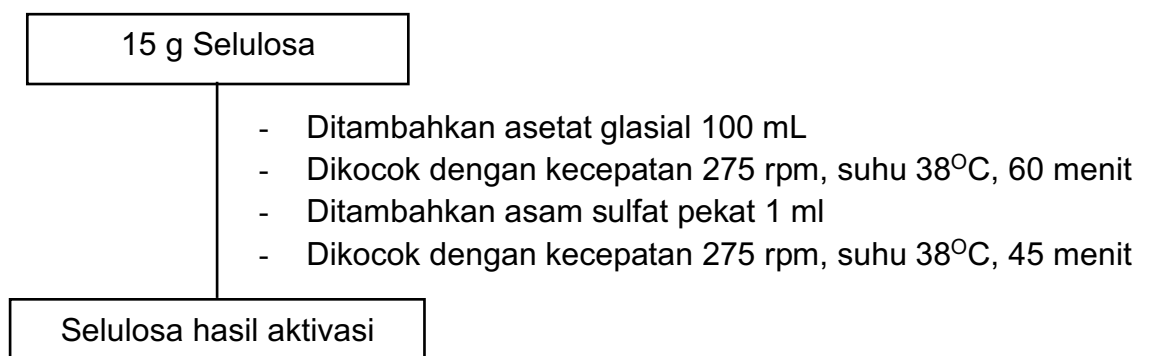 15 g Selulosa
- Ditambahkan asetat glasial 100 mL
- Dikocok dengan kecepatan 275 rpm, suhu 38ᴼC, 60 menit
- Ditambahkan asam sulfat pekat 1 ml
- Dikocok dengan kecepatan 275 rpm, suhu 38ᴼC, 45 menit
Selulosa hasil aktivasi